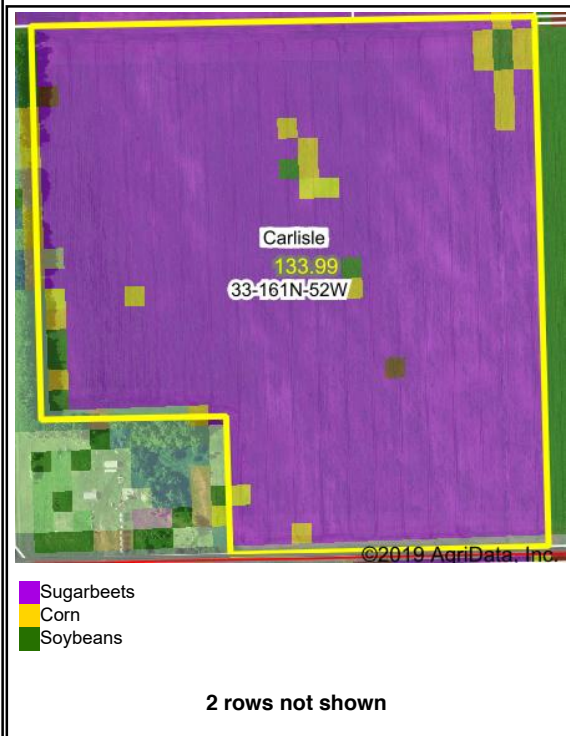 Carlisle
133.99
33-161N-52W
©2019 AgriData, Inc.
Sugarbeets
Corn
Soybeans
2 rows not shown